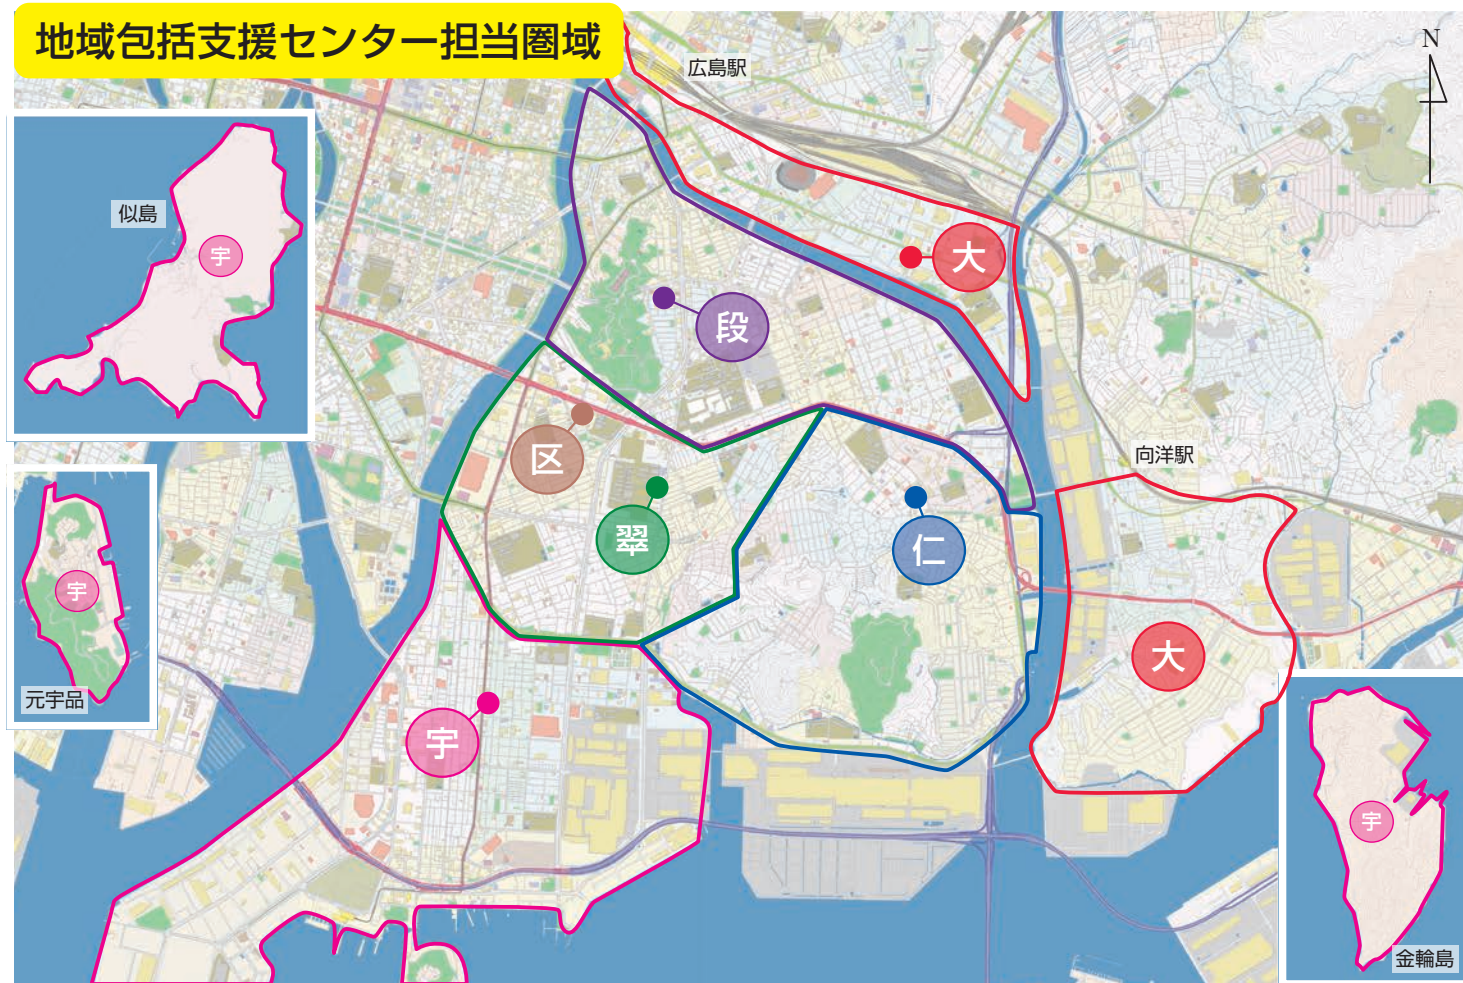 地域包括支援センター担当圏域
広島駅
N
似島
宇
大
段
区
向洋駅
翠
仁
宇
元宇品
大
宇
宇
金輪島